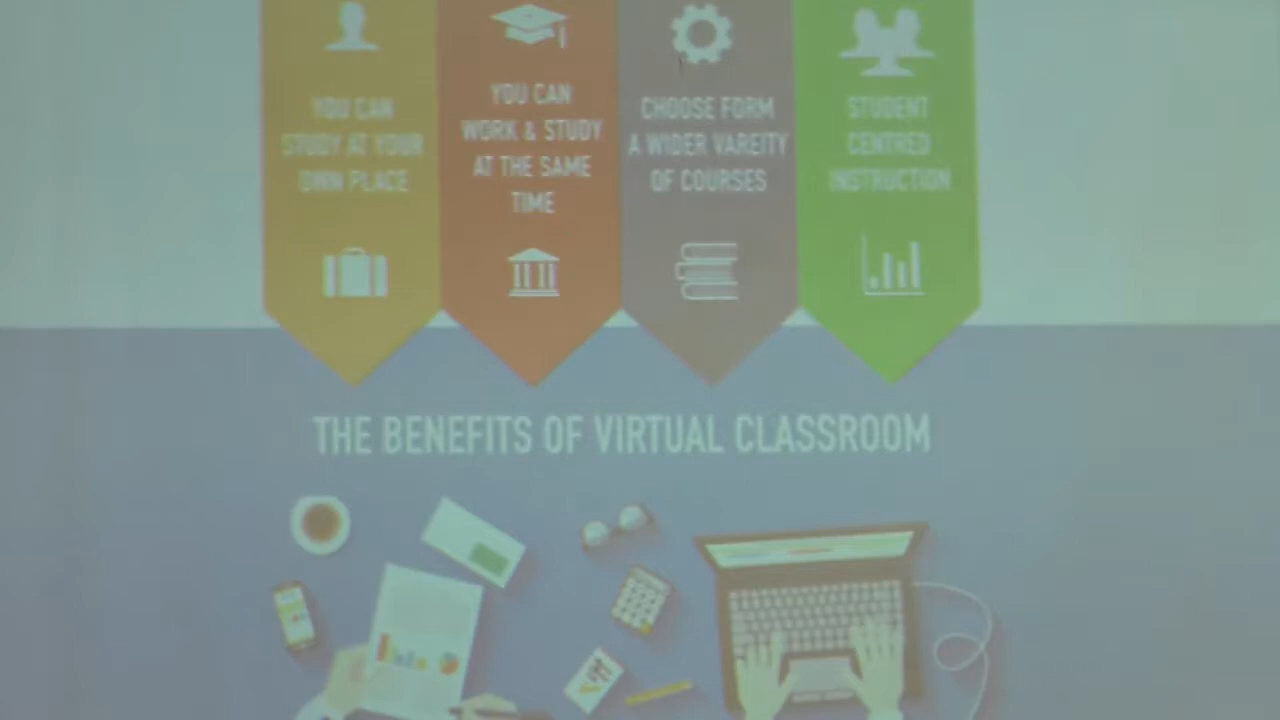 YOU CAN
STUDY AT YOUR
OWN PLACE
YOU CAN
WORK & STUDY
AT THE SAME
TIME
CHOOSE FORM
A WIDER VAREITY
OF COURSES
STUDENT
CENTRED
INSTRUCTION
THE BENEFITS OF VIRTUAL CLASSROOM